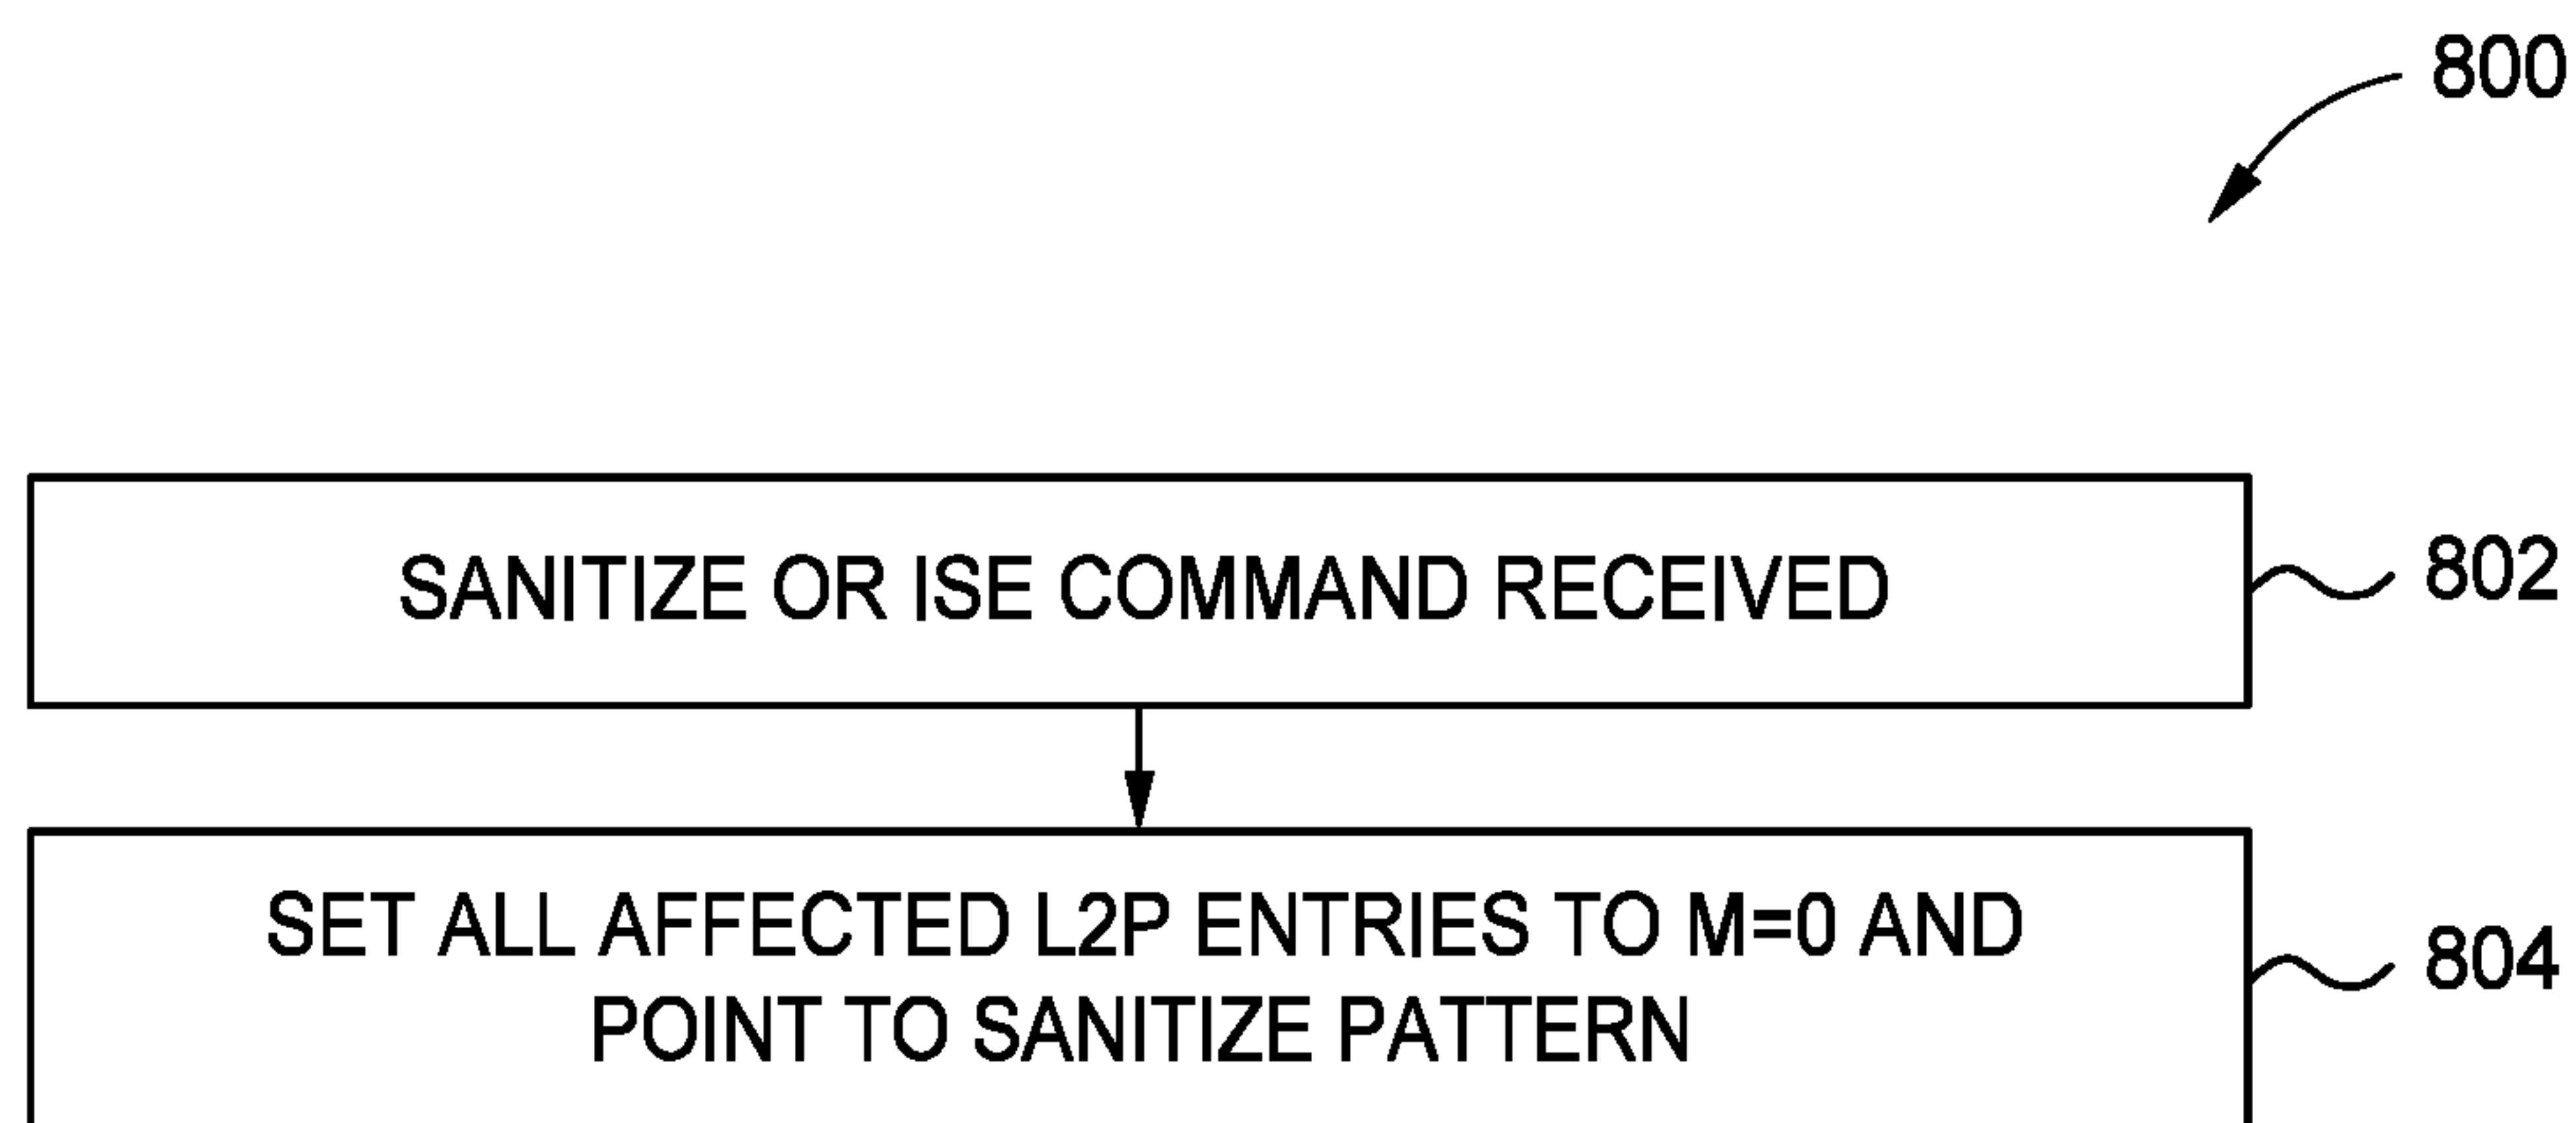 800
SANITIZE OR ISE COMMAND RECEIVED
802
SET ALL AFFECTED L2P ENTRIES TO M=0 AND
POINT TO SANITIZE PATTERN
804